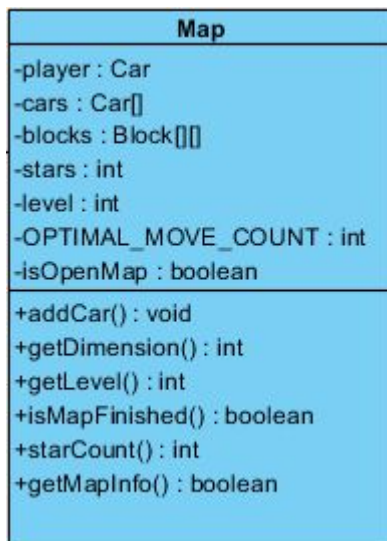 Map
-player : Car
-cars : Car[]
-blocks : Block[][]
-stars : int
-level : int
-OPTIMAL_MOVE_COUNT : int
-isOpenMap : boolean
+addCar() : void
+getDimension() : int
+getLevel() : int
+isMapFinished() : boolean
+starCount() : int
+getMapInfo() : boolean